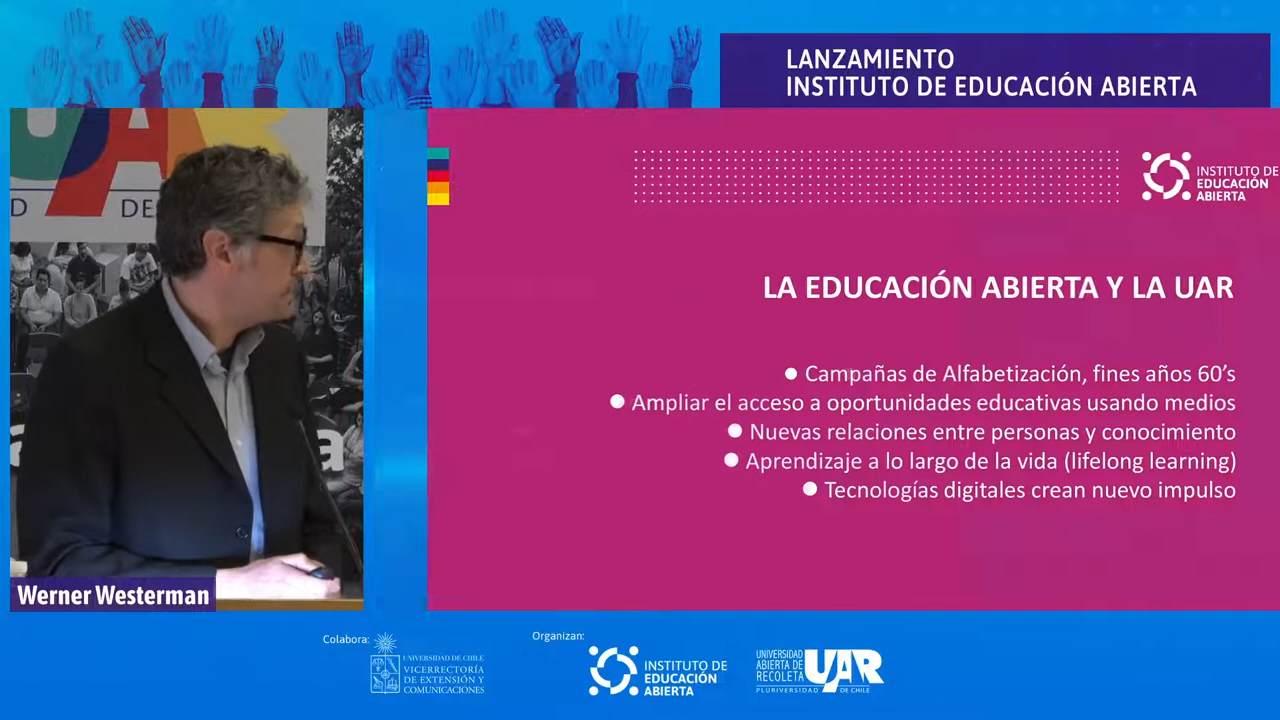 LANZAMIENTO
INSTITUTO DE EDUCACIÓN ABIERTA
UA
D DE
a a
INSTITUTO DE
EDUCACIÓN
ABIERTA
LA EDUCACIÓN ABIERTA Y LA UAR
● Campañas de Alfabetización, fines años 60’s
● Ampliar el acceso a oportunidades educativas usando medios
● Nuevas relaciones entre personas y conocimiento
● Aprendizaje a lo largo de la vida (lifelong learning)
● Tecnologías digitales crean nuevo impulso
Werner Westerman
Colabora:
UNIVERSIDAD DE CHILE
VICERRECTORÍA
DE EXTENSIÓN Y
COMUNICACIONES
Organizan:
INSTITUTO DE
EDUCACIÓN
ABIERTA
UNIVERSIDAD
ABIERTA DE
RECOLETA
UAR
PLURIVERSIDAD DE CHILE